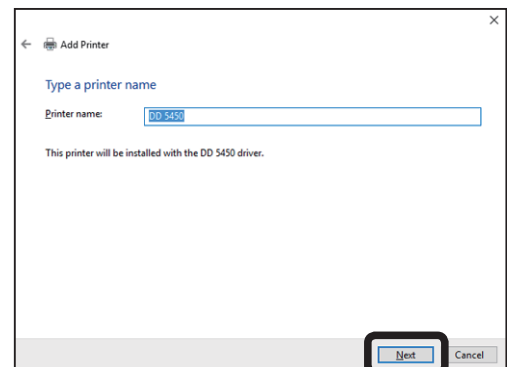 Add Printer
Type a printer name
Printer name:
DD 5450
This printer will be installed with the DD 5450 driver.
Next
Cancel